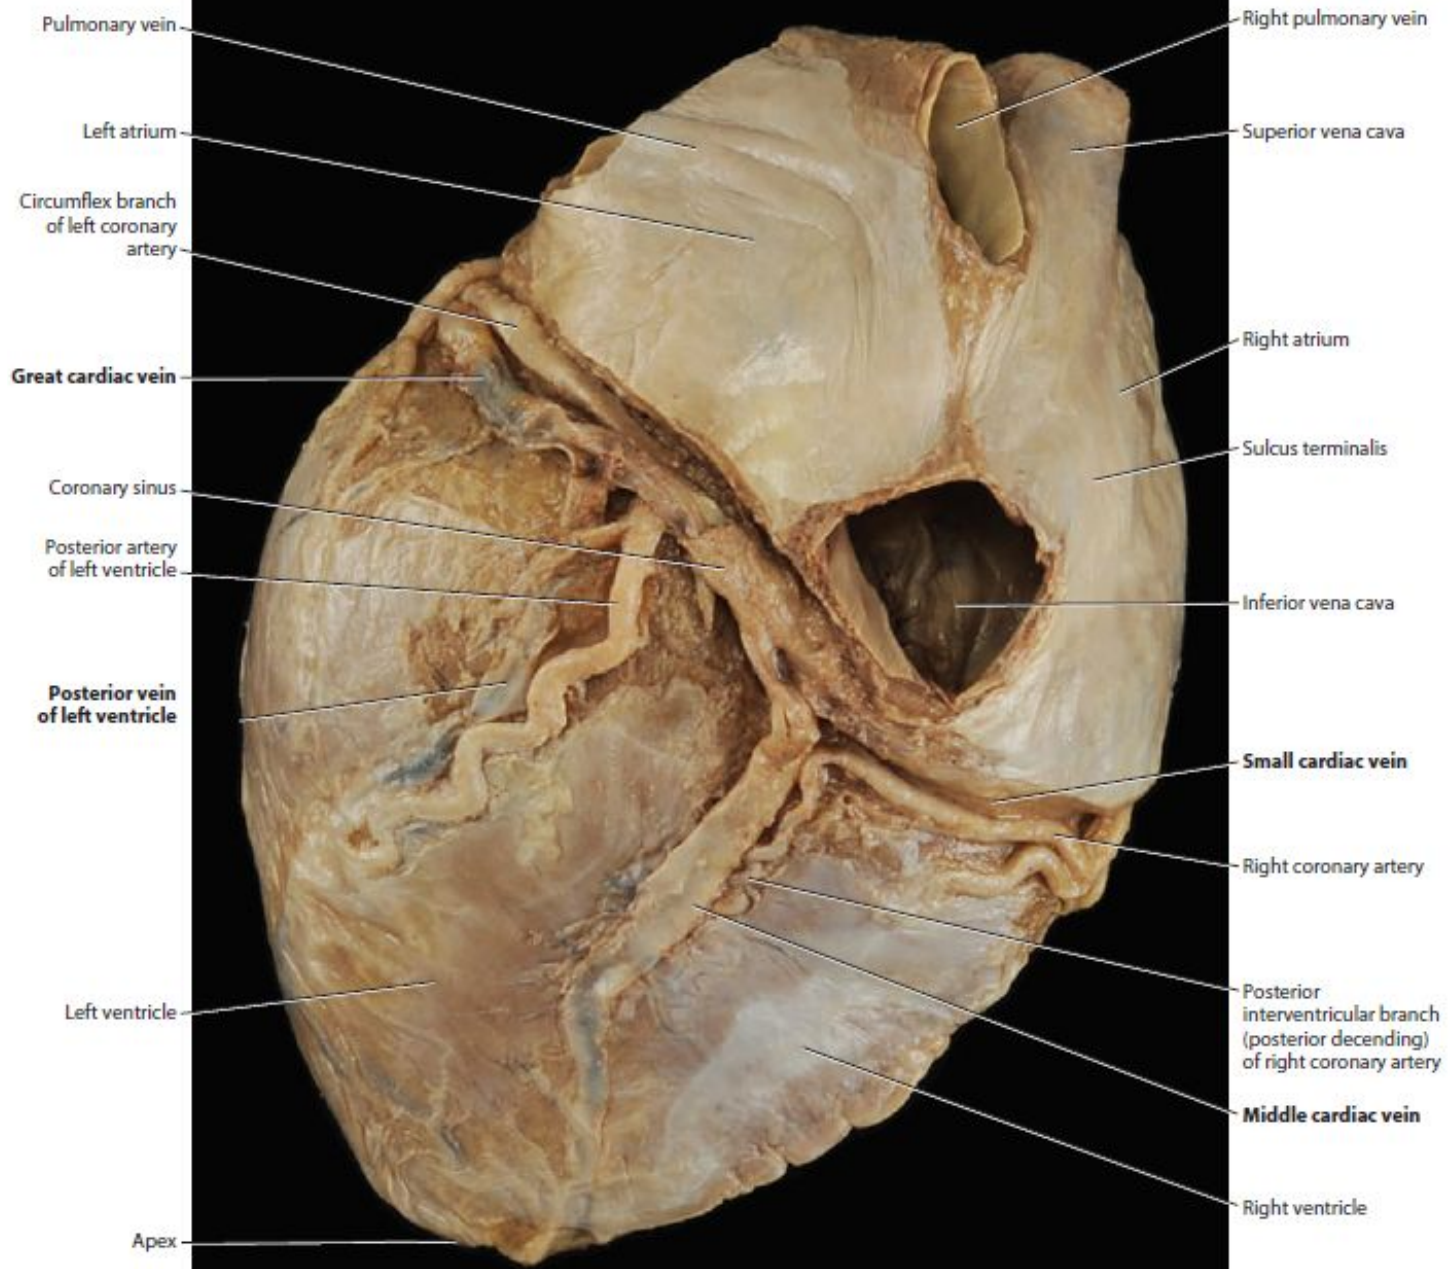 Pulmonary vein
Left atrium
Circumflex branch
of left coronary
artery
Great cardiac vein
Coronary sinus
Posterior artery
of left ventricle
Posterior vein
of left ventricle
Left ventricle
Apex
Right pulmonary vein
Superior vena cava
Right atrium
Sulcus terminalis
Inferior vena cava
Small cardiac vein
Right coronary artery
Posterior
interventricular branch
(posterior decending)
of right coronary artery
Middle cardiac vein
Right ventricle